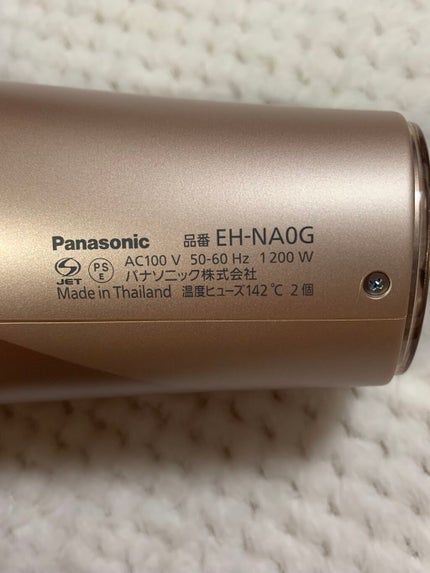 Panasonic 品番 EH-NA0G
AC100 V 50-60 Hz 1200 W
PS E
JET パナソニック株式会社
Made in Thailand 温度ヒューズ142℃ 2個